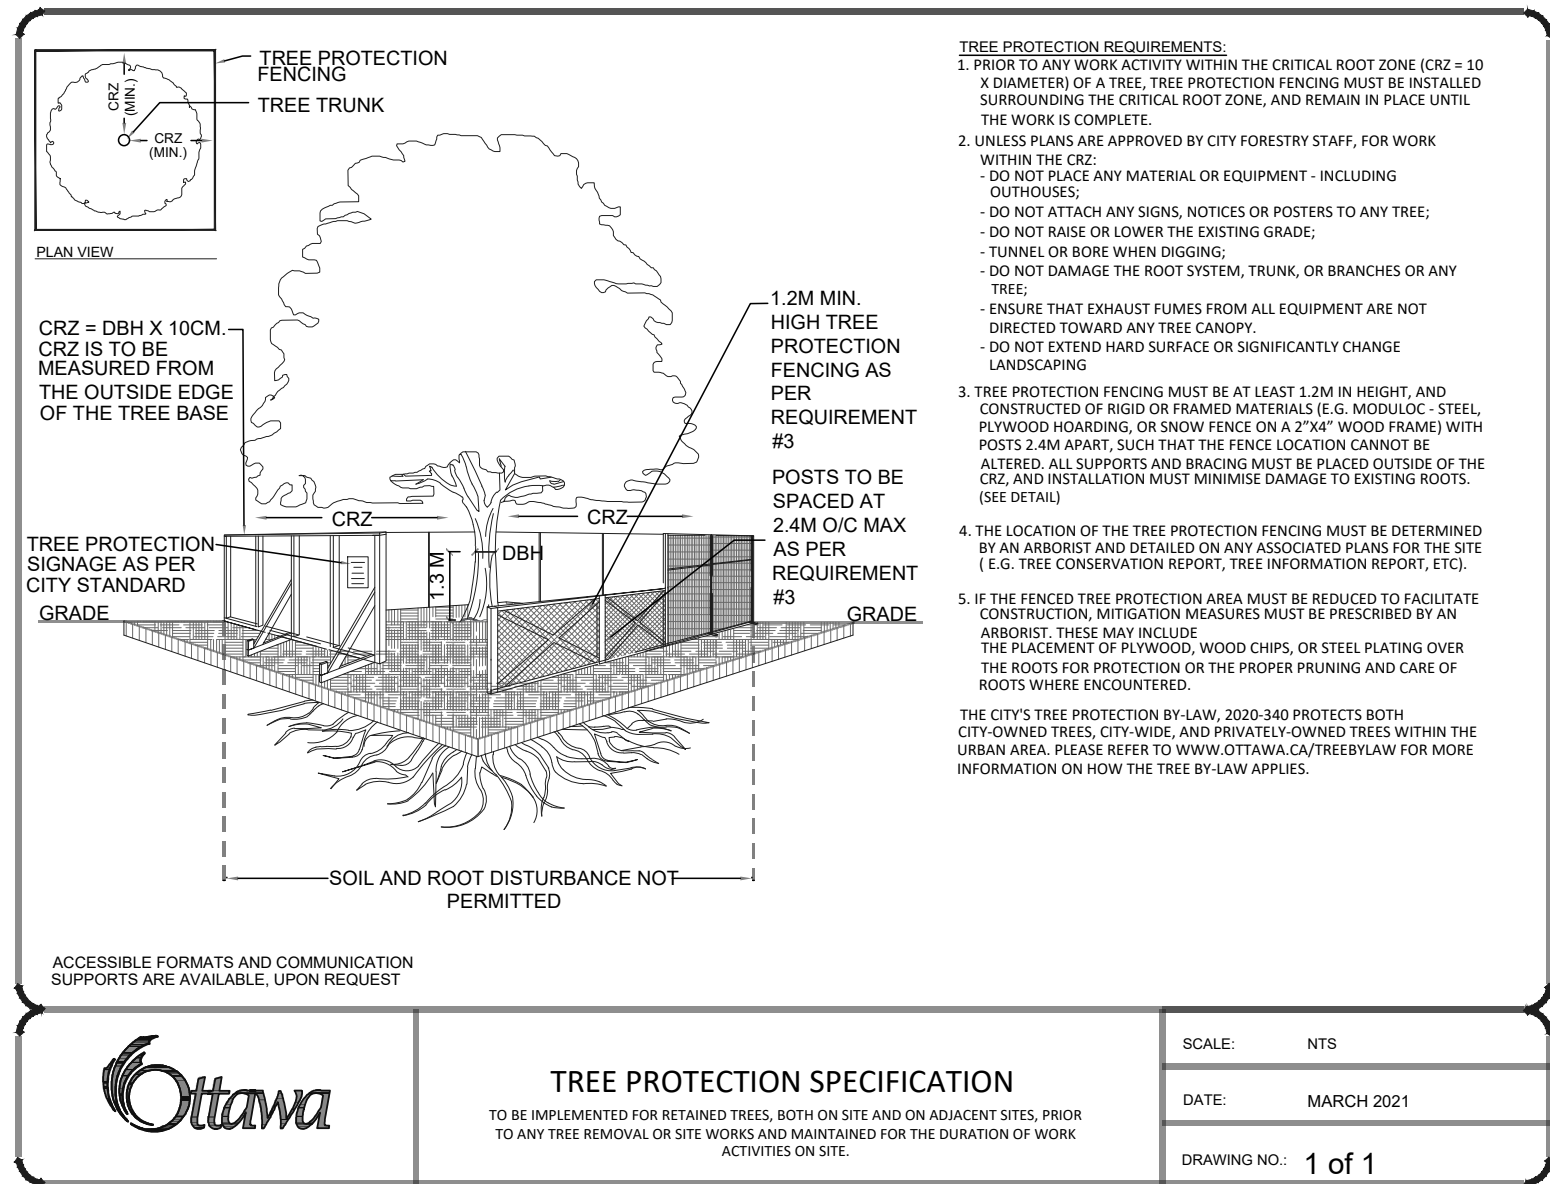 TREE PROTECTION
FENCING
TREE TRUNK
CRZ
(MIN.)
CRZ
(MIN.)
PLAN VIEW
CRZ = DBH X 10CM.
CRZ IS TO BE
MEASURED FROM
THE OUTSIDE EDGE
OF THE TREE BASE
1.2M MIN.
HIGH TREE
PROTECTION
FENCING AS
PER
REQUIREMENT
#3
POSTS TO BE
SPACED AT
2.4M O/C MAX
AS PER
REQUIREMENT
#3
CRZ
CRZ
TREE PROTECTION
SIGNAGE AS PER
CITY STANDARD
1.3 M
DBH
GRADE
GRADE
SOIL AND ROOT DISTURBANCE NOT
PERMITTED
ACCESSIBLE FORMATS AND COMMUNICATION
SUPPORTS ARE AVAILABLE, UPON REQUEST
TREE PROTECTION REQUIREMENTS:
1. PRIOR TO ANY WORK ACTIVITY WITHIN THE CRITICAL ROOT ZONE (CRZ = 10
X DIAMETER) OF A TREE, TREE PROTECTION FENCING MUST BE INSTALLED
SURROUNDING THE CRITICAL ROOT ZONE, AND REMAIN IN PLACE UNTIL
THE WORK IS COMPLETE.
2. UNLESS PLANS ARE APPROVED BY CITY FORESTRY STAFF, FOR WORK
WITHIN THE CRZ:
- DO NOT PLACE ANY MATERIAL OR EQUIPMENT - INCLUDING
OUTHOUSES;
- DO NOT ATTACH ANY SIGNS, NOTICES OR POSTERS TO ANY TREE;
- DO NOT RAISE OR LOWER THE EXISTING GRADE;
- TUNNEL OR BORE WHEN DIGGING;
- DO NOT DAMAGE THE ROOT SYSTEM, TRUNK, OR BRANCHES OR ANY
TREE;
- ENSURE THAT EXHAUST FUMES FROM ALL EQUIPMENT ARE NOT
DIRECTED TOWARD ANY TREE CANOPY.
- DO NOT EXTEND HARD SURFACE OR SIGNIFICANTLY CHANGE
LANDSCAPING
3. TREE PROTECTION FENCING MUST BE AT LEAST 1.2M IN HEIGHT, AND
CONSTRUCTED OF RIGID OR FRAMED MATERIALS (E.G. MODULOC - STEEL,
PLYWOOD HOARDING, OR SNOW FENCE ON A 2”X4” WOOD FRAME) WITH
POSTS 2.4M APART, SUCH THAT THE FENCE LOCATION CANNOT BE
ALTERED. ALL SUPPORTS AND BRACING MUST BE PLACED OUTSIDE OF THE
CRZ, AND INSTALLATION MUST MINIMISE DAMAGE TO EXISTING ROOTS.
(SEE DETAIL)
4. THE LOCATION OF THE TREE PROTECTION FENCING MUST BE DETERMINED
BY AN ARBORIST AND DETAILED ON ANY ASSOCIATED PLANS FOR THE SITE
( E.G. TREE CONSERVATION REPORT, TREE INFORMATION REPORT, ETC).
5. IF THE FENCED TREE PROTECTION AREA MUST BE REDUCED TO FACILITATE
CONSTRUCTION, MITIGATION MEASURES MUST BE PRESCRIBED BY AN
ARBORIST. THESE MAY INCLUDE
THE PLACEMENT OF PLYWOOD, WOOD CHIPS, OR STEEL PLATING OVER
THE ROOTS FOR PROTECTION OR THE PROPER PRUNING AND CARE OF
ROOTS WHERE ENCOUNTERED.
THE CITY'S TREE PROTECTION BY-LAW, 2020-340 PROTECTS BOTH
CITY-OWNED TREES, CITY-WIDE, AND PRIVATELY-OWNED TREES WITHIN THE
URBAN AREA. PLEASE REFER TO WWW.OTTAWA.CA/TREEBYLAW FOR MORE
INFORMATION ON HOW THE TREE BY-LAW APPLIES.
Ottawa
TREE PROTECTION SPECIFICATION
TO BE IMPLEMENTED FOR RETAINED TREES, BOTH ON SITE AND ON ADJACENT SITES, PRIOR
TO ANY TREE REMOVAL OR SITE WORKS AND MAINTAINED FOR THE DURATION OF WORK
ACTIVITIES ON SITE.
SCALE: NTS
DATE: MARCH 2021
DRAWING NO.: 1 of 1